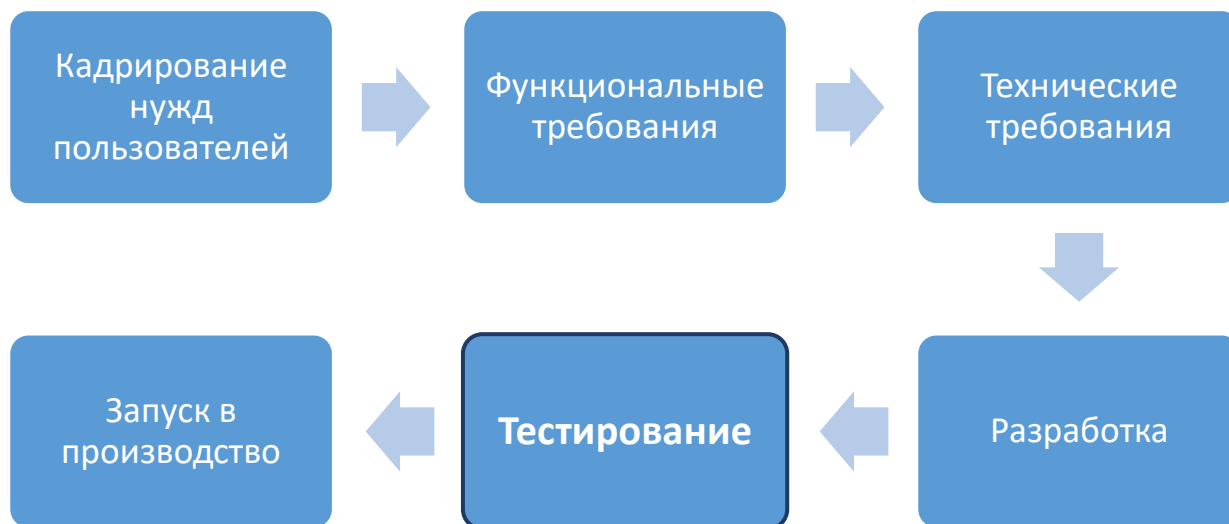 Кадрирование
нужд
пользователей
Функциональные
требования
Технические
требования
Разработка
Тестирование
Запуск в
производство